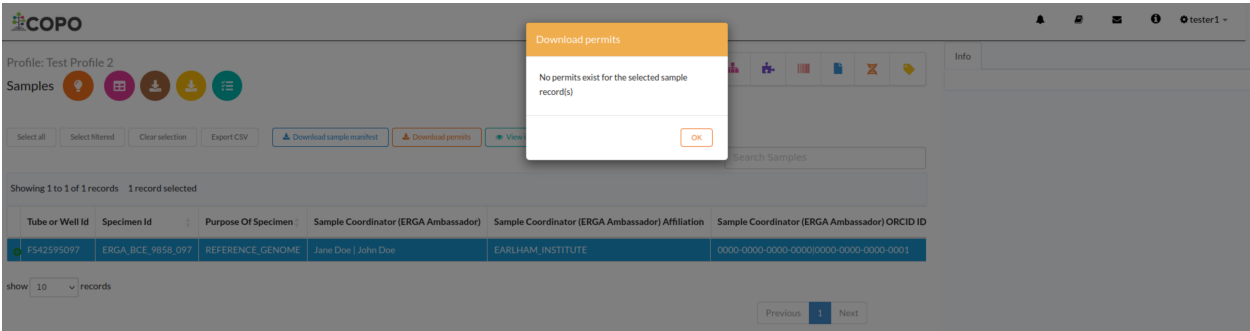 COPO
tester1
Profile: Test Profile 2
Samples
Info
Download permits
No permits exist for the selected sample
record(s)
OK
Select all
Select filtered
Clear selection
Export CSV
Download sample manifest
Download permits
View
Search Samples
Showing 1 to 1 of 1 records 1 record selected
Tube or Well Id Specimen Id Purpose Of Specimen Sample Coordinator (ERGA Ambassador) Sample Coordinator (ERGA Ambassador) Affiliation Sample Coordinator (ERGA Ambassador) ORCID ID
FS42595097 ERGA_BCE_9858_097 REFERENCE_GENOME Jane Doe | John Doe EARLHAM_INSTITUTE 0000-0000-0000-0000|0000-0000-0000-0001
show 10 records
Previous 1 Next